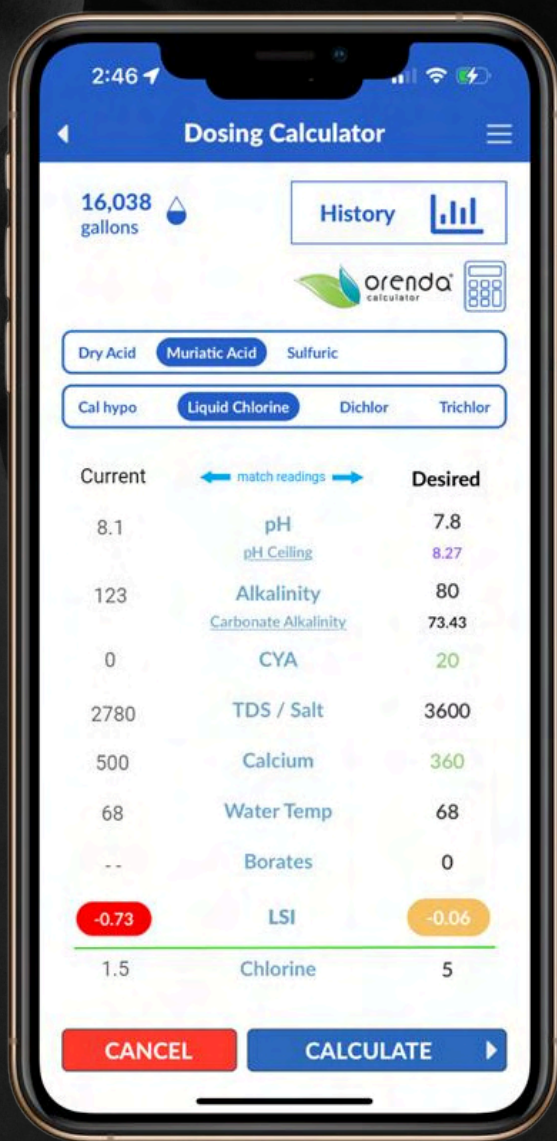 2:46
Dosing Calculator
16,038
gallons
History
orenda
calculator
Dry Acid Muriatic Acid Sulfuric
Cal hypo Liquid Chlorine Dichlor Trichlor
Current match readings Desired
8.1 pH 7.8
pH Ceiling 8.27
123 Alkalinity 80
Carbonate Alkalinity 73.43
0 CYA 20
2780 TDS / Salt 3600
500 Calcium 360
68 Water Temp 68
- - Borates 0
-0.73 LSI -0.06
1.5 Chlorine 5
CANCEL CALCULATE